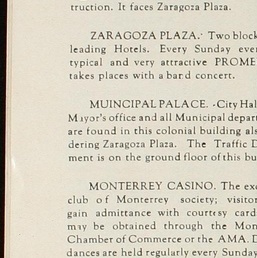 truction. It faces Zaragoza Plaza.
ZARAGOZA PLAZA. Two block
leading Hotels. Every Sunday ever
typical and very attractive PROME
takes places with a band concert.
MUINCIPAL PALACE. -City Hal
Mayor's office and all Municipal depar
are found in this colonial building als
dering Zaragoza Plaza. The Traffic D
ment is on the ground floor of this bu
MONTERREY CASINO. The exc
club of Monterrey society; visitor
gain admittance with courtesy cards
may be obtained through the Mon
Chamber of Commerce or the AMA. D
dances are held regularly every Sunday